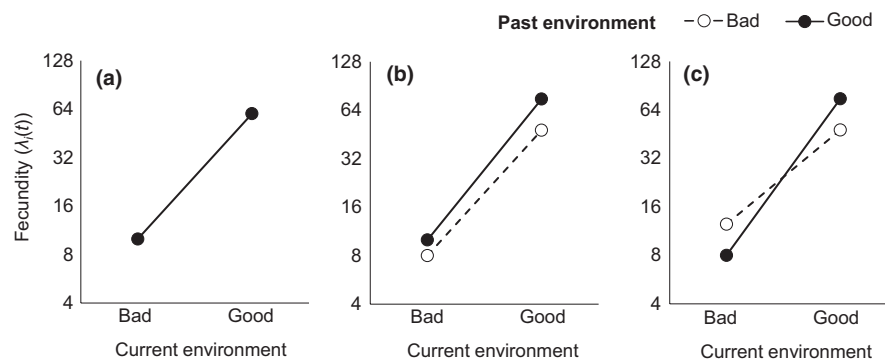 Past environment Bad Good
Fecundity (λi(t))
128
64
32
16
8
4
(a)
Bad Good
Current environment
128
64
32
16
8
4
(b)
Bad Good
Current environment
128
64
32
16
8
4
(c)
Bad Good
Current environment